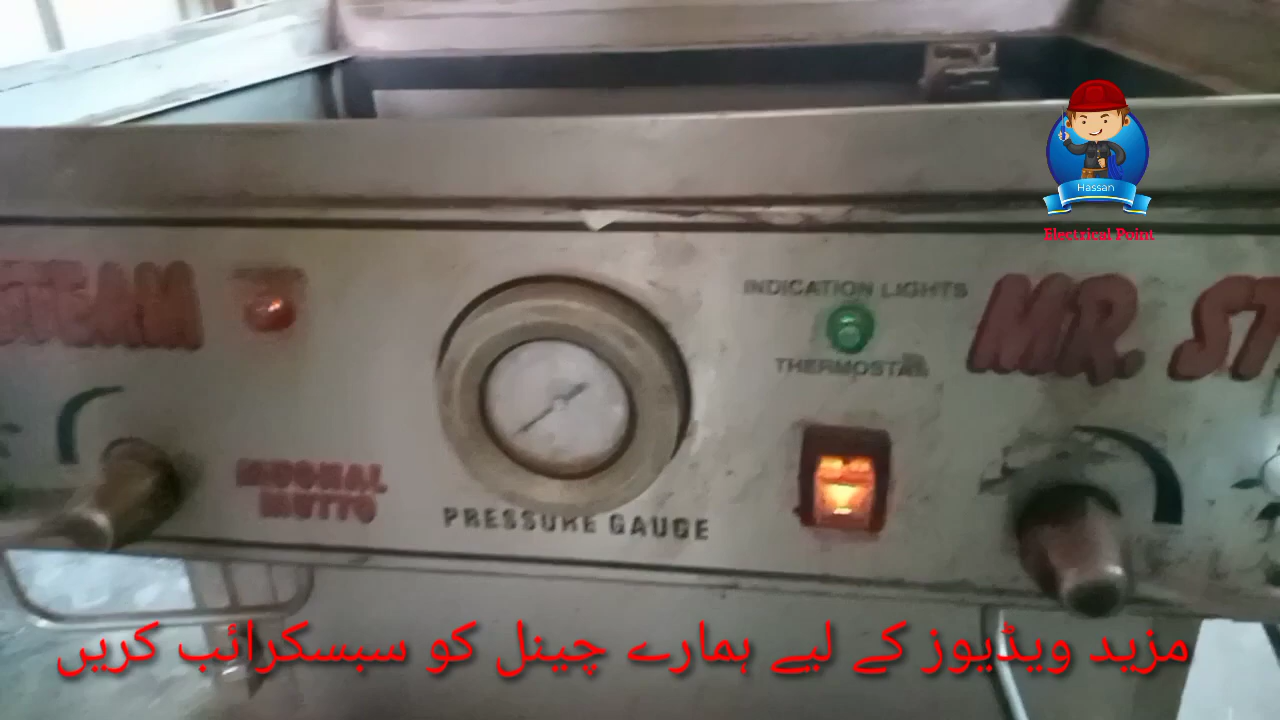 Hassan
Electrical Point
INDICATION LIGHTS
STEAM
MR. ST
THERMOSTAT
PRESSURE GAUGE
مزید ویڈیوز کے لیے ہمارے چینل کو سبسکرائب کریں